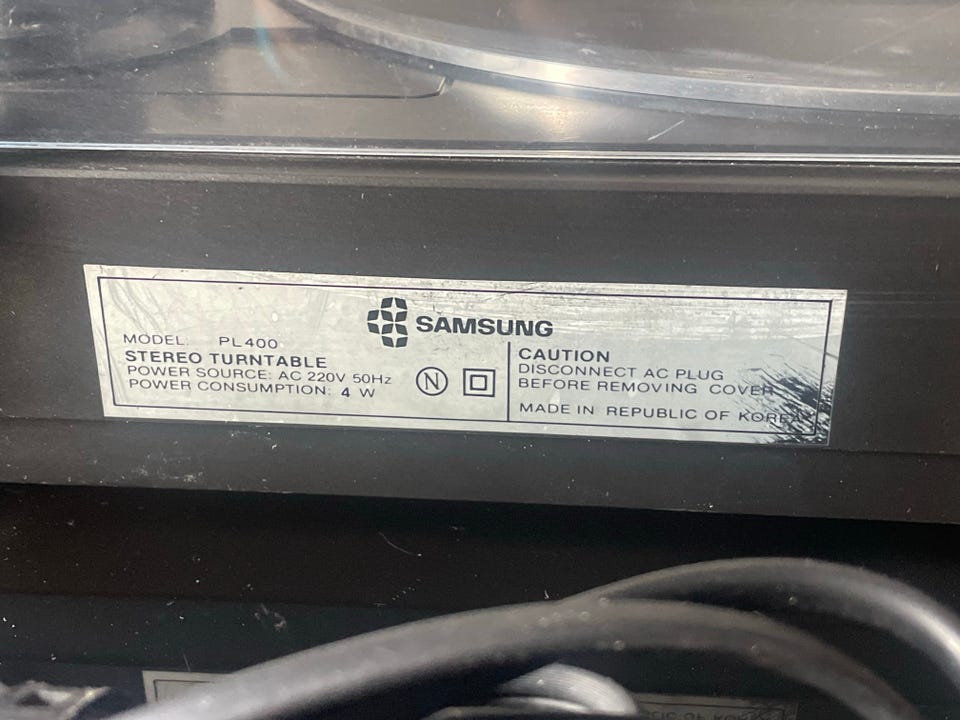 SAMSUNG
MODEL: PL400
STEREO TURNTABLE
POWER SOURCE: AC 220V 50Hz
POWER CONSUMPTION: 4 W
N
CAUTION
DISCONNECT AC PLUG
BEFORE REMOVING COVER
MADE IN REPUBLIC OF KOREA